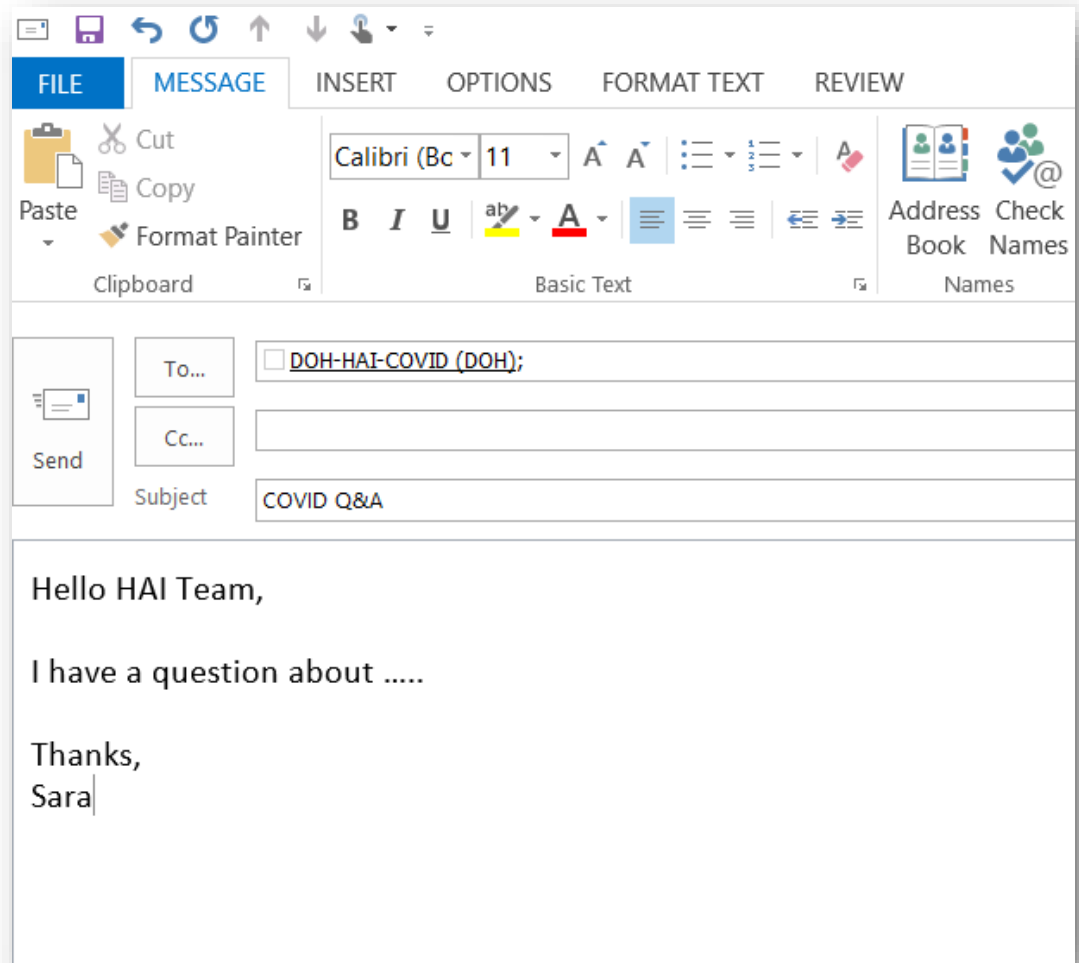 FILE MESSAGE INSERT OPTIONS FORMAT TEXT REVIEW
Paste
Cut
Copy
Format Painter
Clipboard
Calibri (Bc 11
B I U
Basic Text
Address Book
Check Names
Names
Send
To... DOH-HAI-COVID (DOH);
Cc...
Subject COVID Q&A
Hello HAI Team,
I have a question about .....
Thanks,
Sara